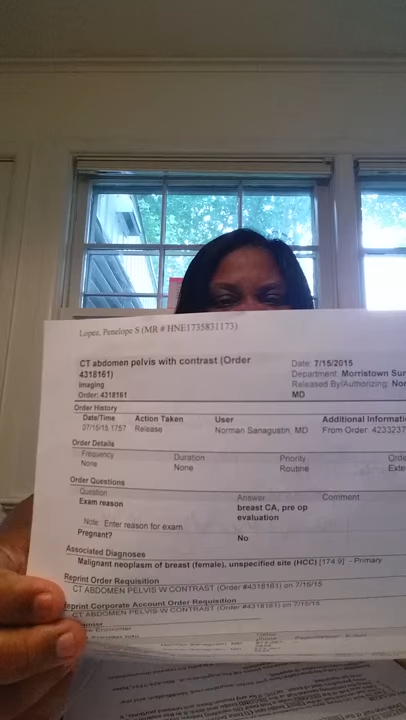 Lopez, Penelope S (MR # HNE1735831173)
CT abdomen pelvis with contrast (Order
4318161)
Imaging
Order: 4318161
Date: 7/15/2015
Department: Morristown Sur
Released By/Authorizing: Nor
MD
Order History
Date/Time Action Taken User Additional Informati
07/15/15 1757 Release Norman Sanagustin, MD From Order: 4233237
Order Details
Frequency Duration Priority Orde
None None Routine Exte
Order Questions
Question Answer Comment
Exam reason breast CA, pre op
evaluation
Note: Enter reason for exam
Pregnant? No
Associated Diagnoses
Malignant neoplasm of breast (female), unspecified site (HCC) [174.9] - Primary
Reprint Order Requisition
CT ABDOMEN PELVIS W CONTRAST (Order #4318161) on 7/15/15
Reprint Corporate Account Order Requisition
CT ABDOMEN PELVIS W CONTRAST (Order #4318161) on 7/15/15